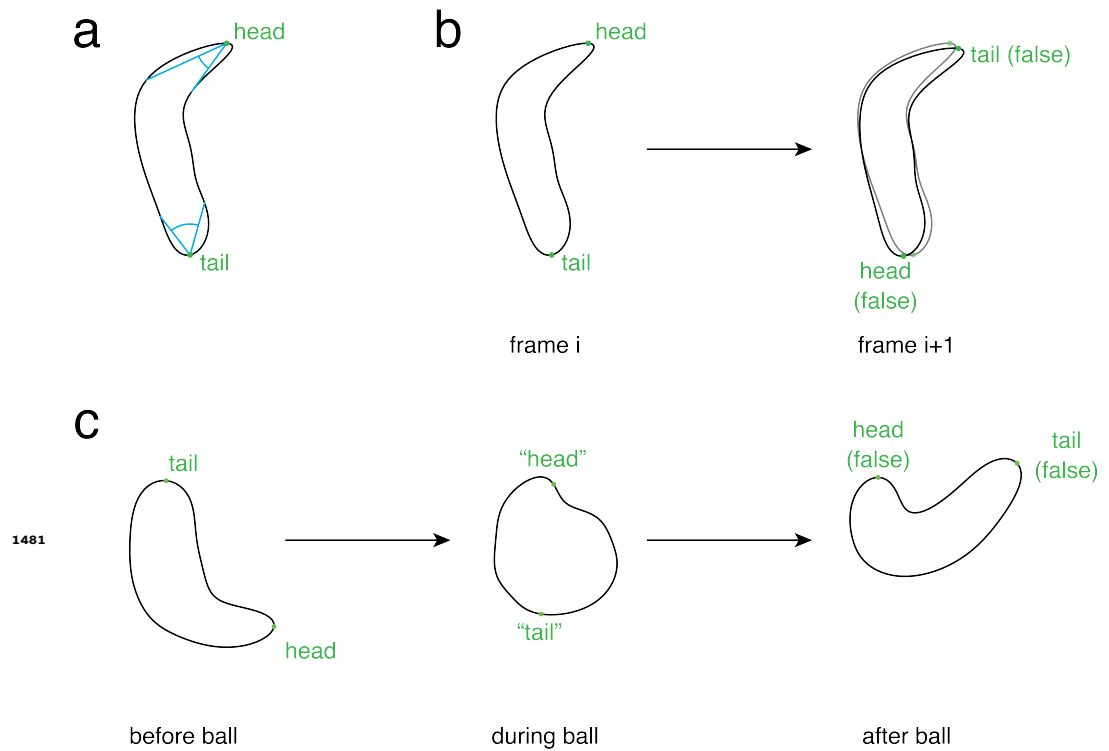 a
head
tail
b
head
tail
frame i
tail (false)
head
(false)
frame i+1
c
tail
head
before ball
“head”
“tail”
during ball
head
(false)
tail
(false)
after ball
1481